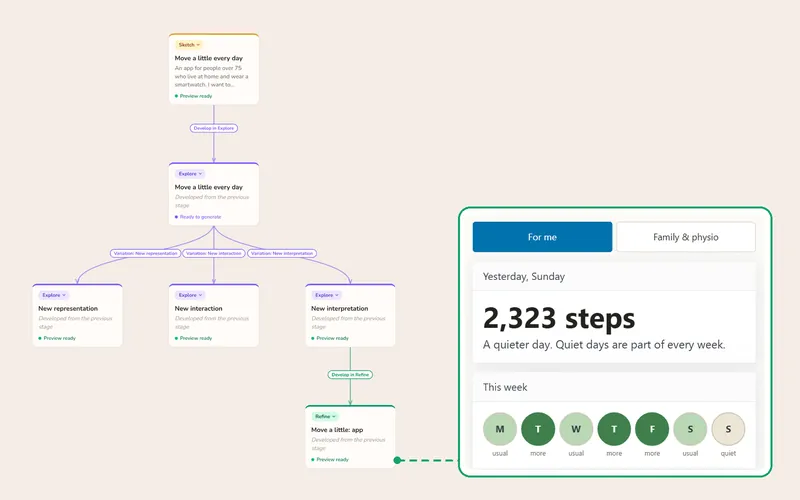 Sketch
Move a little every day
An app for people over 75
who live at home and wear a
smartwatch. I want to...
Preview ready
Develop in Explore
Explore
Move a little every day
Developed from the previous
stage
Ready to generate
Variation: New representation
Variation: New interaction
Variation: New interpretation
Explore
New representation
Developed from the previous
stage
Preview ready
Explore
New interaction
Developed from the previous
stage
Preview ready
Explore
New interpretation
Developed from the previous
stage
Preview ready
Develop in Refine
Refine
Move a little: app
Developed from the previous
stage
Preview ready
For me
Family & physio
Yesterday, Sunday
2,323 steps
A quieter day. Quiet days are part of every week.
This week
M T W T F S S
usual more usual more more usual quiet